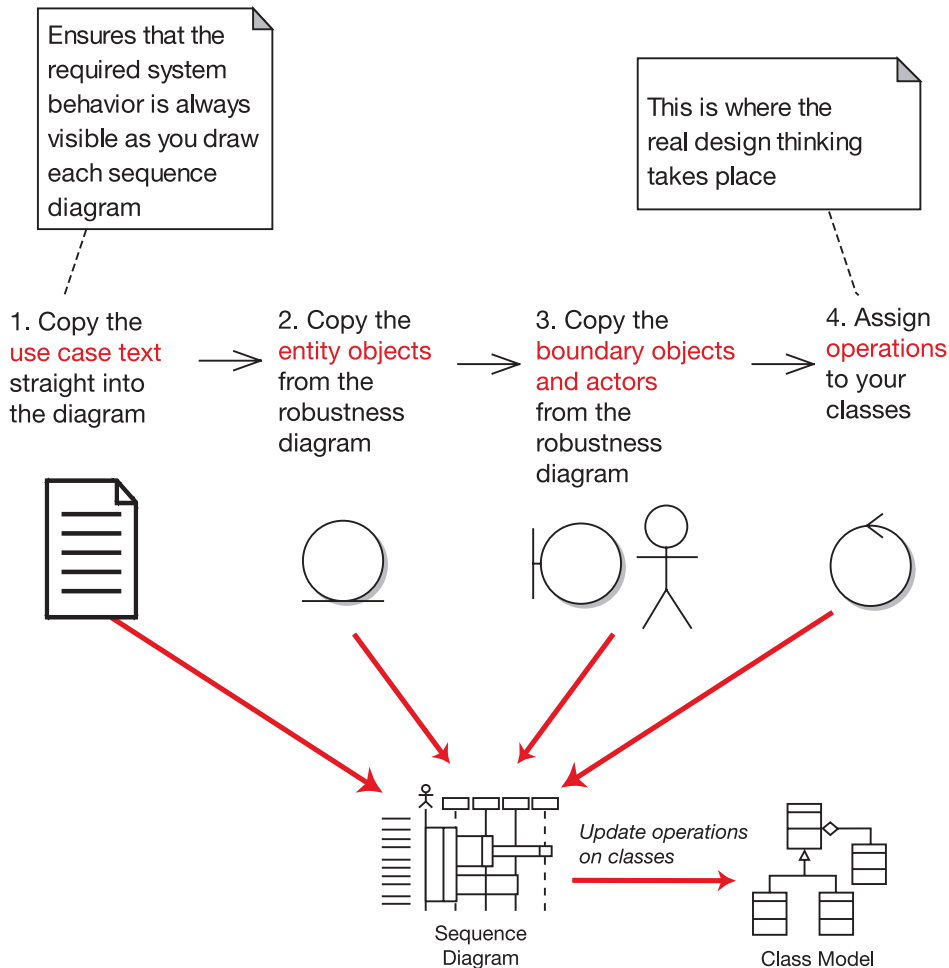 Ensures that the
required system
behavior is always
visible as you draw
each sequence
diagram
This is where the
real design thinking
takes place
1. Copy the
use case text
straight into
the diagram
2. Copy the
entity objects
from the
robustness
diagram
3. Copy the
boundary objects
and actors
from the
robustness
diagram
4. Assign
operations
to your
classes
Update operations
on classes
Sequence
Diagram
Class Model